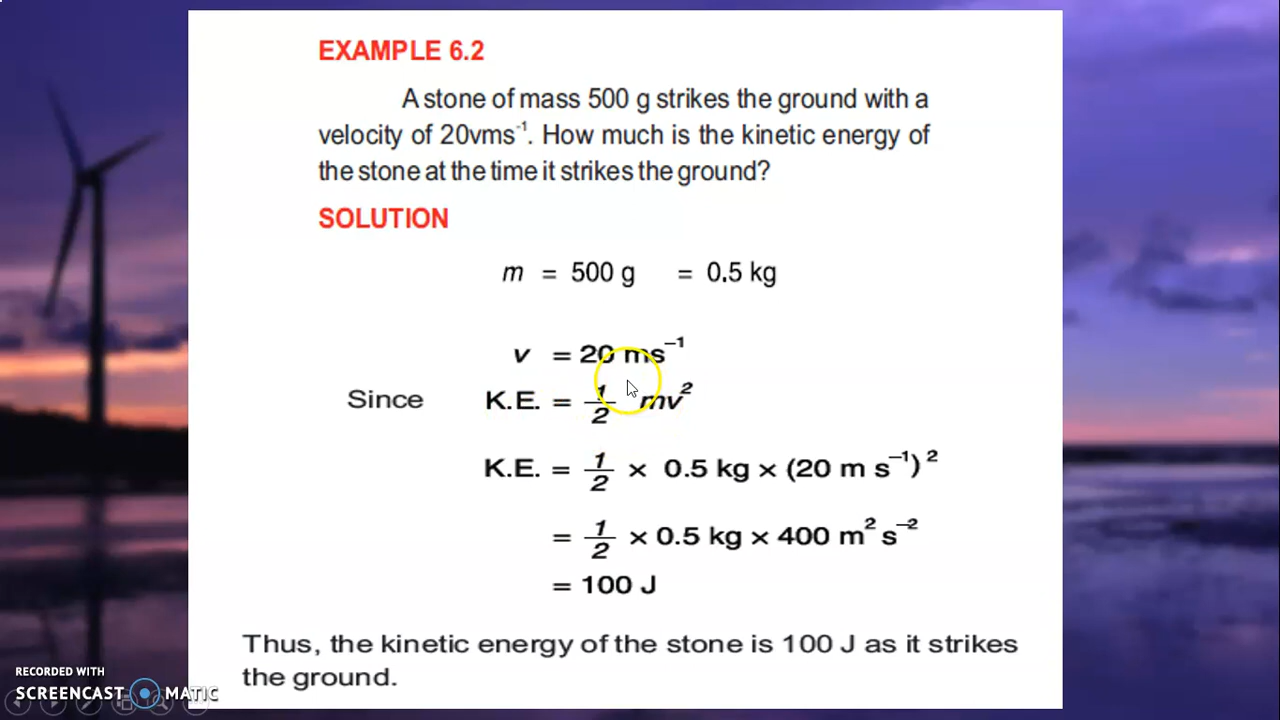 EXAMPLE 6.2
A stone of mass 500 g strikes the ground with a
velocity of 20vms⁻¹. How much is the kinetic energy of
the stone at the time it strikes the ground?
SOLUTION
m = 500 g = 0.5 kg
v = 20 ms⁻¹
Since K.E. = 1/2 mv²
K.E. = 1/2 × 0.5 kg × (20 m s⁻¹)²
= 1/2 × 0.5 kg × 400 m² s⁻²
= 100 J
Thus, the kinetic energy of the stone is 100 J as it strikes
the ground.
RECORDED WITH
SCREENCAST MATIC